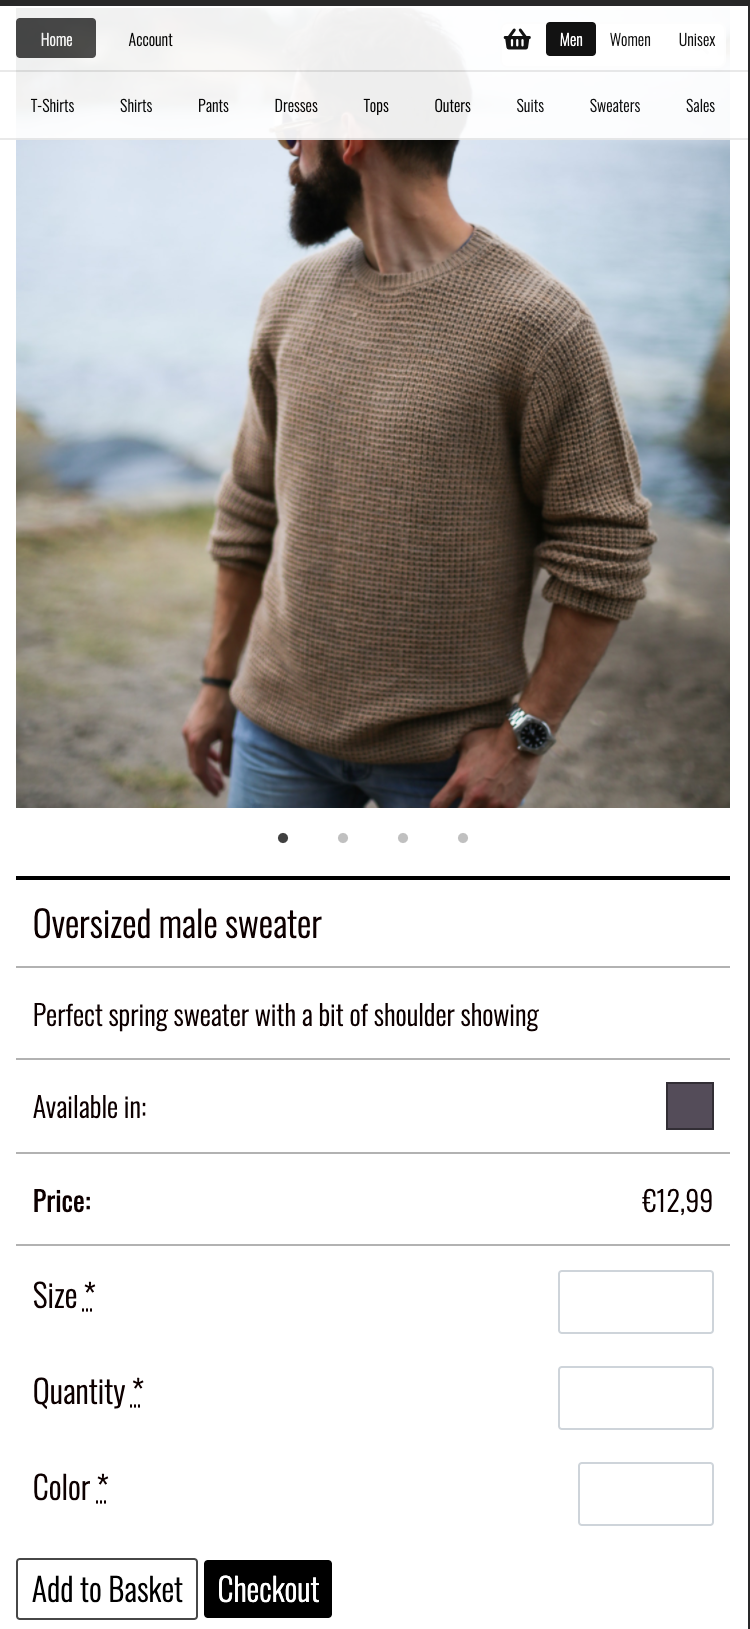 Home Account Men Women Unisex
T-Shirts Shirts Pants Dresses Tops Outers Suits Sweaters Sales
Oversized male sweater
Perfect spring sweater with a bit of shoulder showing
Available in:
Price: €12,99
Size *
Quantity *
Color *
Add to Basket Checkout